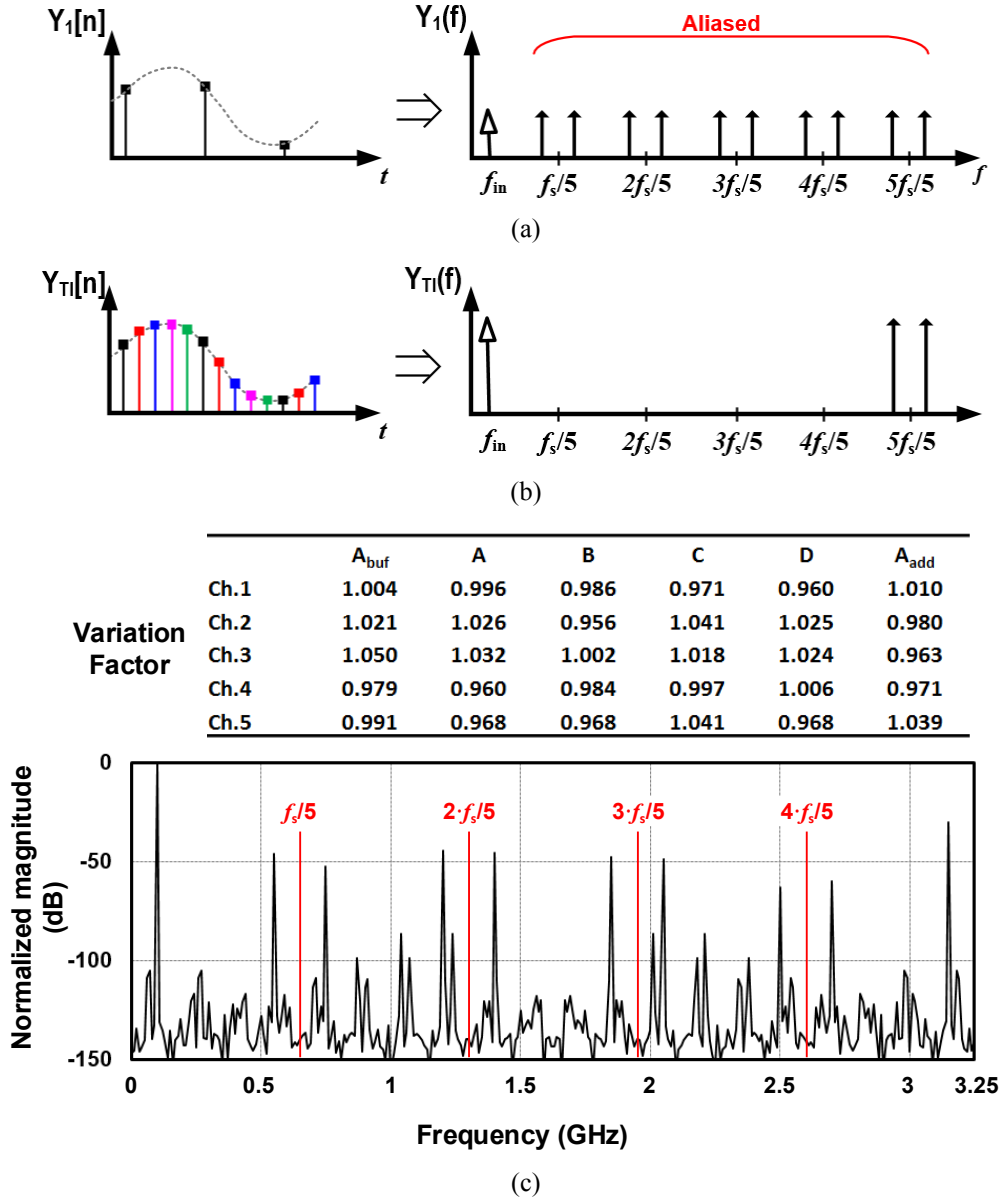 Y1[n]
Y1(f)
Aliased
t
fin
fs/5
2fs/5
3fs/5
4fs/5
5fs/5
f
(a)
YTI[n]
YTI(f)
t
fin
fs/5
2fs/5
3fs/5
4fs/5
5fs/5
(b)
Abuf A B C D Aadd
Ch.1 1.004 0.996 0.986 0.971 0.960 1.010
Ch.2 1.021 1.026 0.956 1.041 1.025 0.980
Variation Factor
Ch.3 1.050 1.032 1.002 1.018 1.024 0.963
Ch.4 0.979 0.960 0.984 0.997 1.006 0.971
Ch.5 0.991 0.968 0.968 1.041 0.968 1.039
Normalized magnitude
(dB)
0
-50
-100
-150
fs/5
2·fs/5
3·fs/5
4·fs/5
0 0.5 1 1.5 2 2.5 3 3.25
Frequency (GHz)
(c)